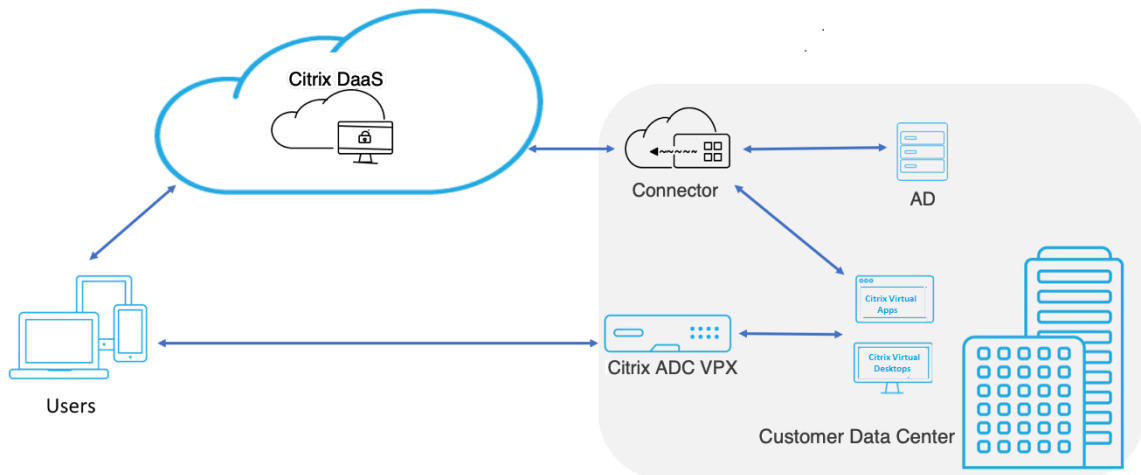 Citrix DaaS
Connector
AD
Citrix Virtual
Apps
Citrix ADC VPX
Citrix Virtual
Desktops
Users
Customer Data Center